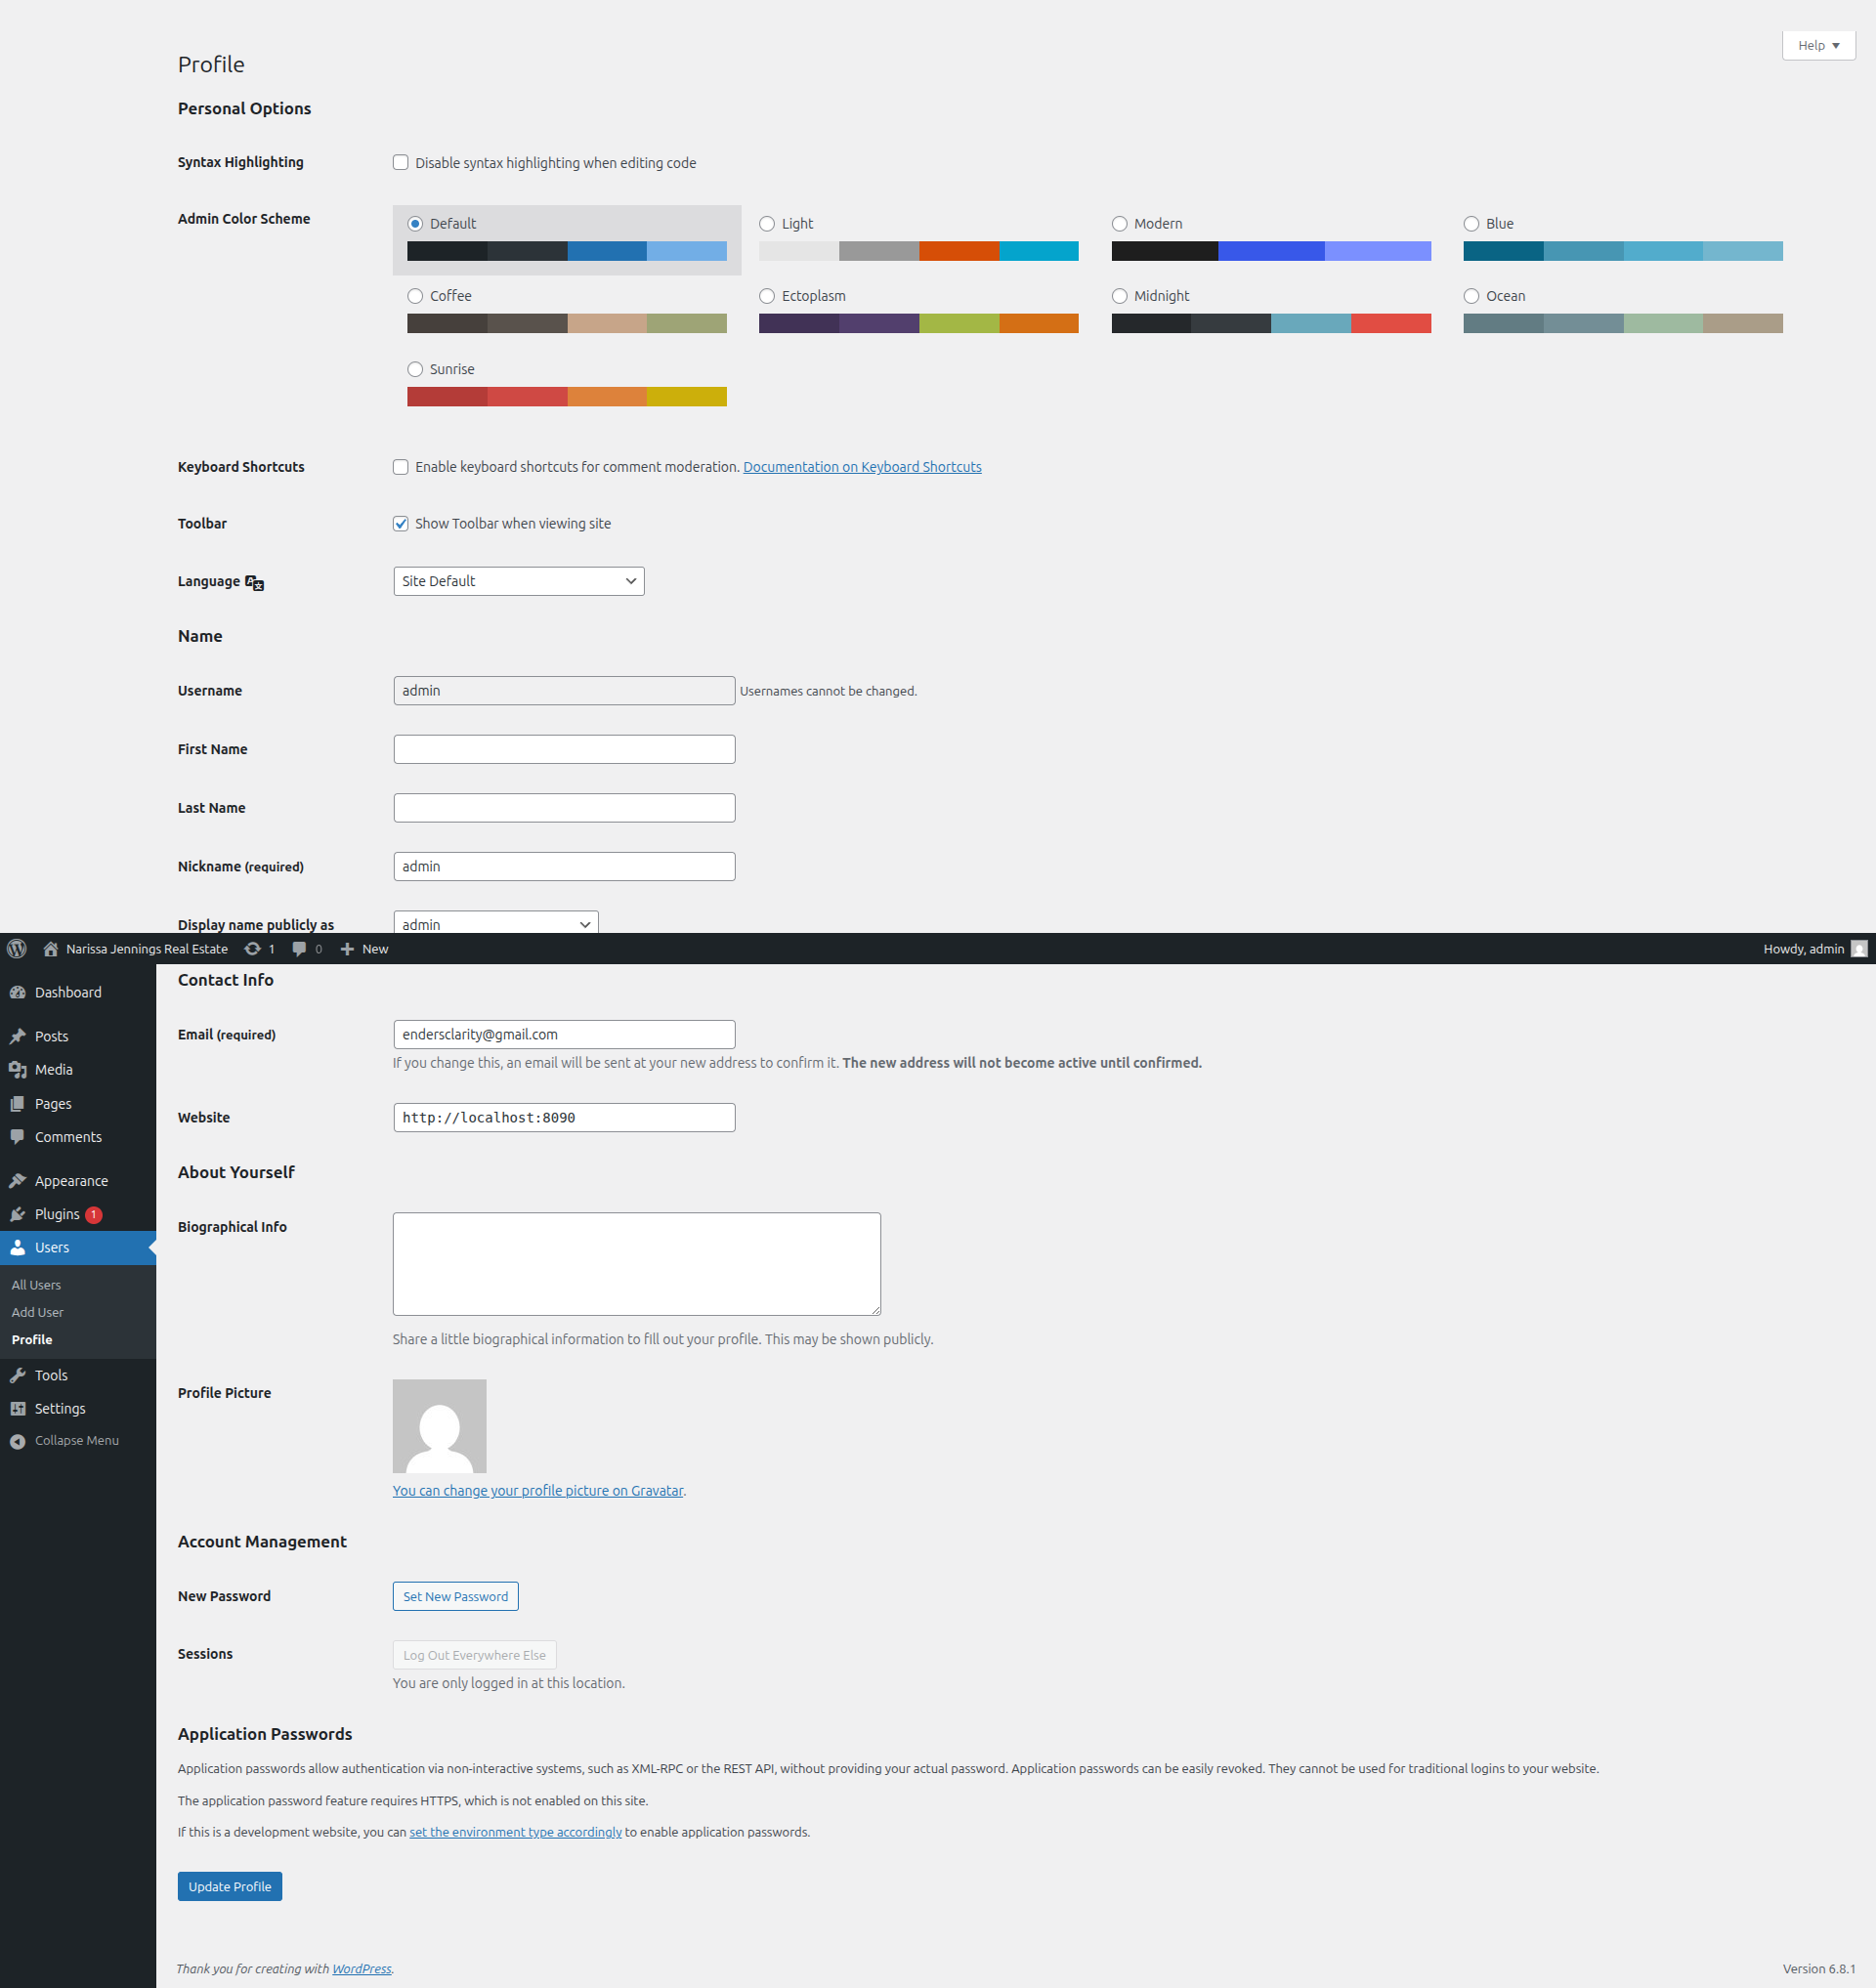 Help
Profile
Personal Options
Syntax Highlighting
Disable syntax highlighting when editing code
Admin Color Scheme
Default
Light
Modern
Blue
Coffee
Ectoplasm
Midnight
Ocean
Sunrise
Keyboard Shortcuts
Enable keyboard shortcuts for comment moderation. Documentation on Keyboard Shortcuts
Toolbar
Show Toolbar when viewing site
Language
Site Default
Name
Username
admin
Usernames cannot be changed.
First Name
Last Name
Nickname (required)
admin
Display name publicly as
admin
Narissa Jennings Real Estate
1
0
New
Howdy, admin
Dashboard
Posts
Media
Pages
Comments
Appearance
Plugins 1
Users
All Users
Add User
Profile
Tools
Settings
Collapse Menu
Contact Info
Email (required)
endersclarity@gmail.com
If you change this, an email will be sent at your new address to confirm it. The new address will not become active until confirmed.
Website
http://localhost:8090
About Yourself
Biographical Info
Share a little biographical information to fill out your profile. This may be shown publicly.
Profile Picture
You can change your profile picture on Gravatar.
Account Management
New Password
Set New Password
Sessions
Log Out Everywhere Else
You are only logged in at this location.
Application Passwords
Application passwords allow authentication via non-interactive systems, such as XML-RPC or the REST API, without providing your actual password. Application passwords can be easily revoked. They cannot be used for traditional logins to your website.
The application password feature requires HTTPS, which is not enabled on this site.
If this is a development website, you can set the environment type accordingly to enable application passwords.
Update Profile
Thank you for creating with WordPress.
Version 6.8.1